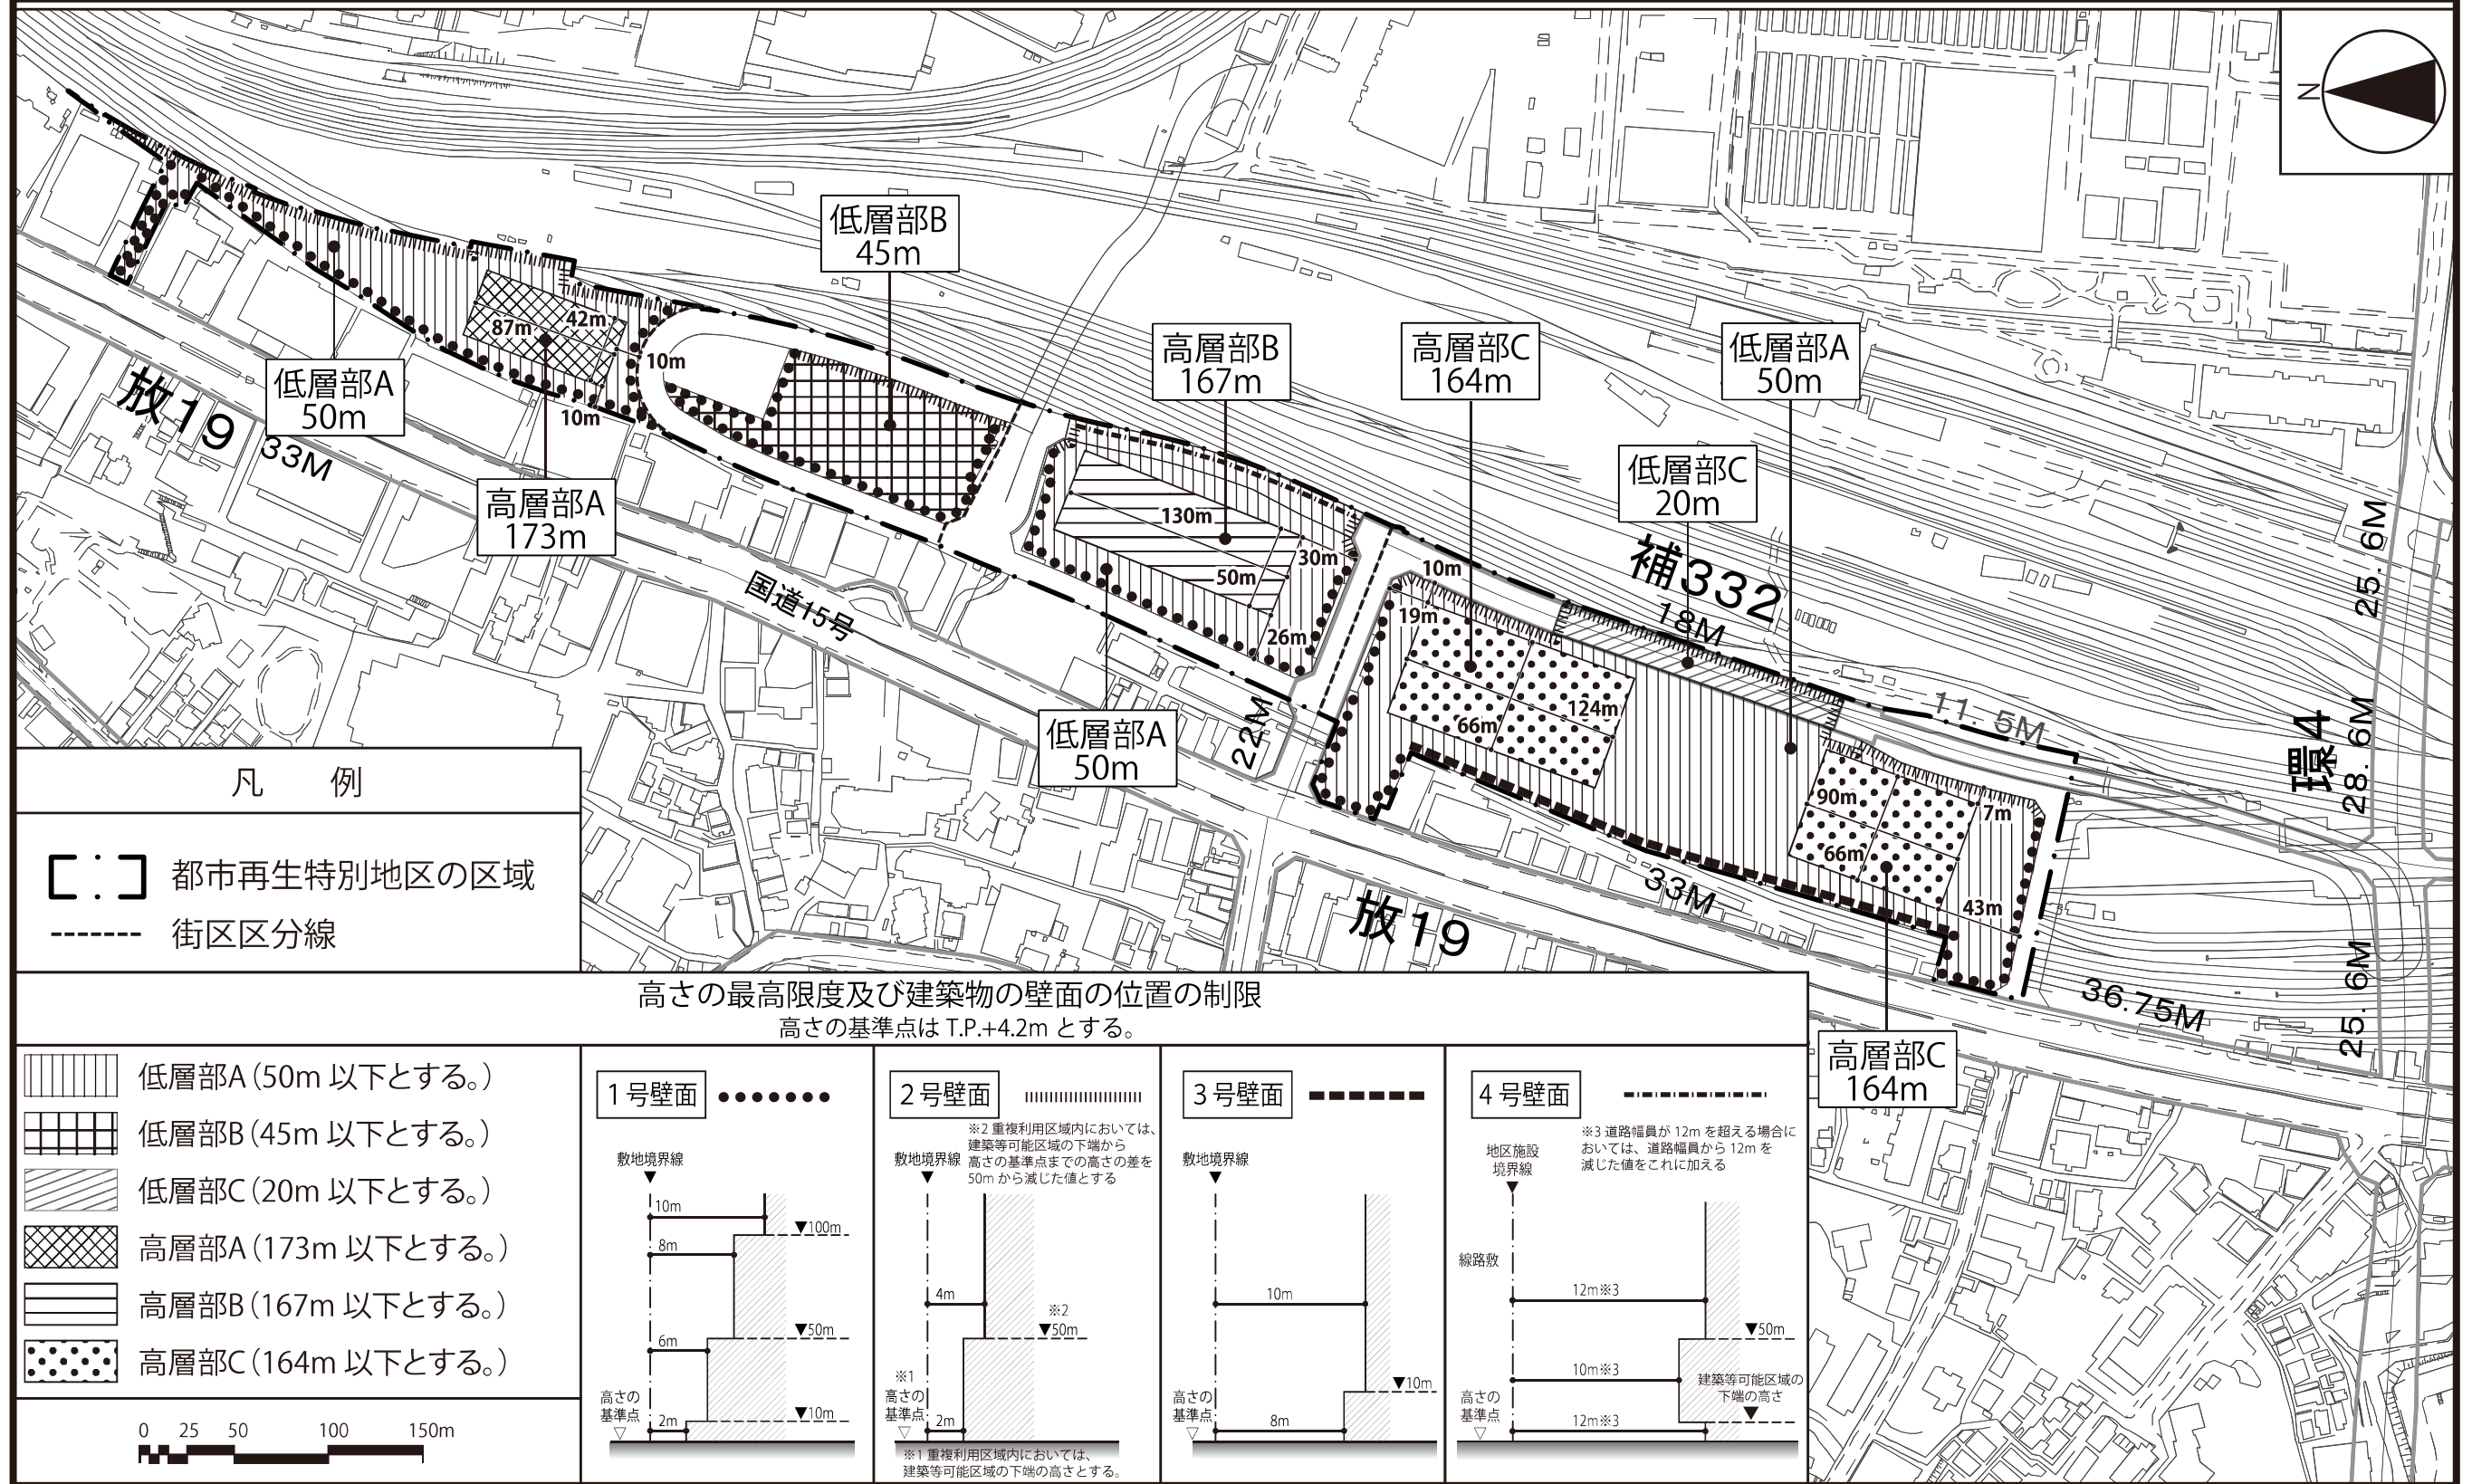 N
低層部B
45m
42m
87m
10m
10m
低層部A
50m
高層部A
173m
放19
33M
高層部B
167m
高層部C
164m
低層部A
50m
低層部C
20m
130m
30m
50m
26m
10m
19m
66m
124m
補332
18M
国道15号
低層部A
50m
22M
11.5M
90m
7m
66m
43m
33M
放19
36.75M
25.6M
環4
28.6M
25.6M
高層部C
164m
凡 例
都市再生特別地区の区域
街区区分線
高さの最高限度及び建築物の壁面の位置の制限
高さの基準点は T.P.+4.2m とする。
低層部A(50m 以下とする。)
低層部B(45m 以下とする。)
低層部C(20m 以下とする。)
高層部A(173m 以下とする。)
高層部B(167m 以下とする。)
高層部C(164m 以下とする。)
0 25 50 100 150m
1号壁面
敷地境界線
10m
▼100m
8m
▼50m
6m
▼10m
高さの
基準点
2m
2号壁面
※2 重複利用区域内においては、
建築等可能区域の下端から
高さの基準点までの高さの差を
50m から減じた値とする
敷地境界線
4m
※2
▼50m
※1
高さの
基準点
2m
※1 重複利用区域内においては、
建築等可能区域の下端の高さとする。
3号壁面
敷地境界線
10m
▼10m
高さの
基準点
8m
4号壁面
※3 道路幅員が 12m を超える場合に
おいては、道路幅員から 12m を
減じた値をこれに加える
地区施設
境界線
線路敷
12m※3
▼50m
10m※3
建築等可能区域の
下端の高さ
高さの
基準点
12m※3